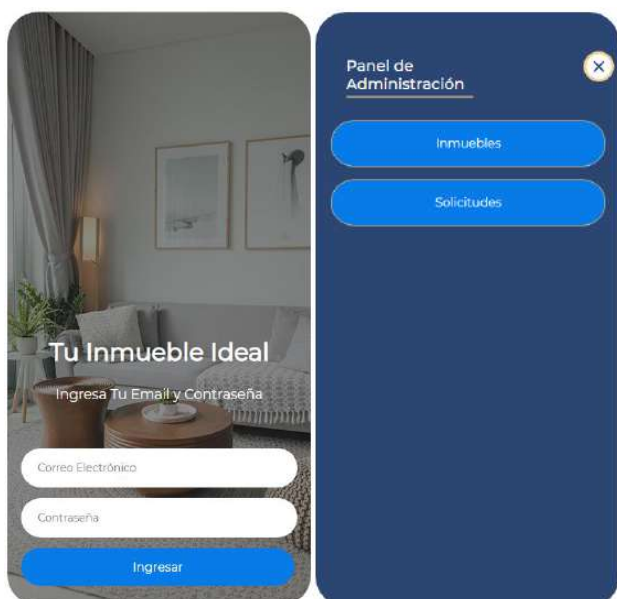 Tu Inmueble Ideal
Ingresa Tu Email y Contraseña
Correo Electrónico
Contraseña
Ingresar
Panel de
Administración
Inmuebles
Solicitudes